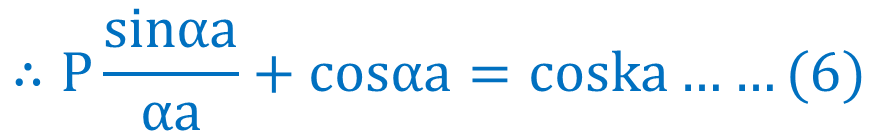 ∴ P sinαa/αa + cosαa = coska … … (6)